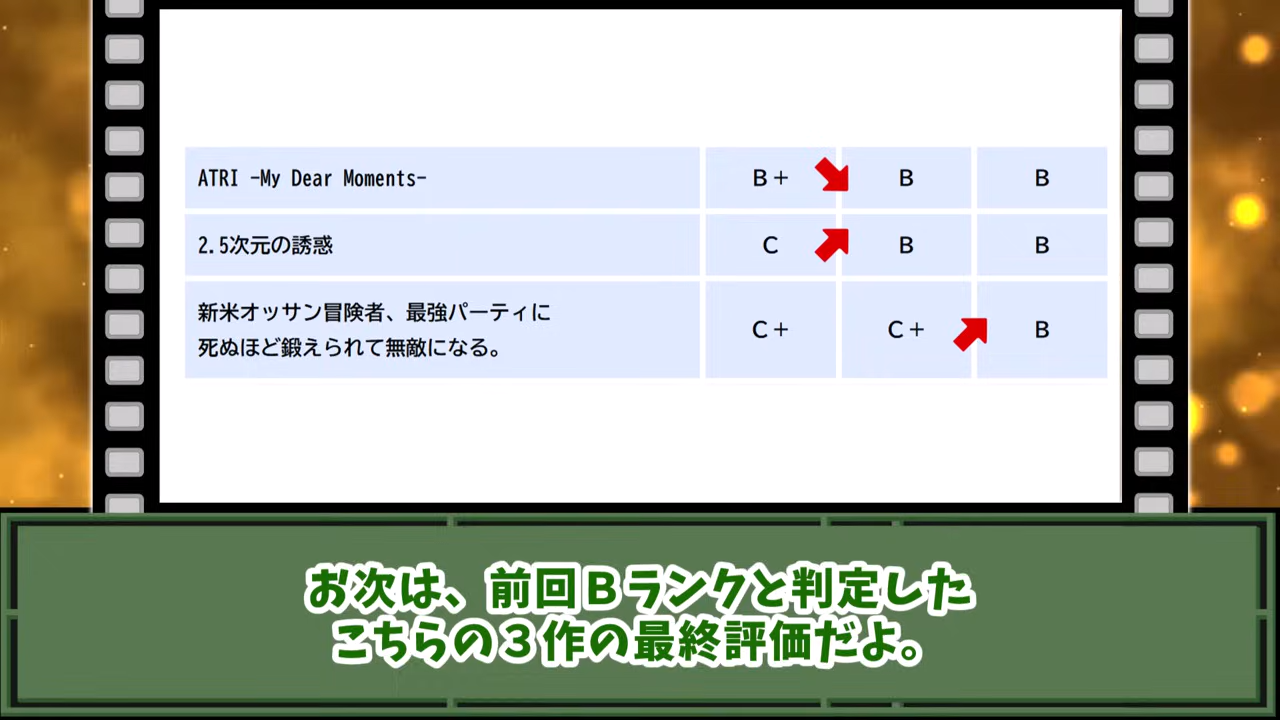 ATRI -My Dear Moments- B+ B B
2.5次元の誘惑 C B B
新米オッサン冒険者、最強パーティに
死ぬほど鍛えられて無敵になる。 C+ C+ B
お次は、前回Bランクと判定した
こちらの3作の最終評価だよ。